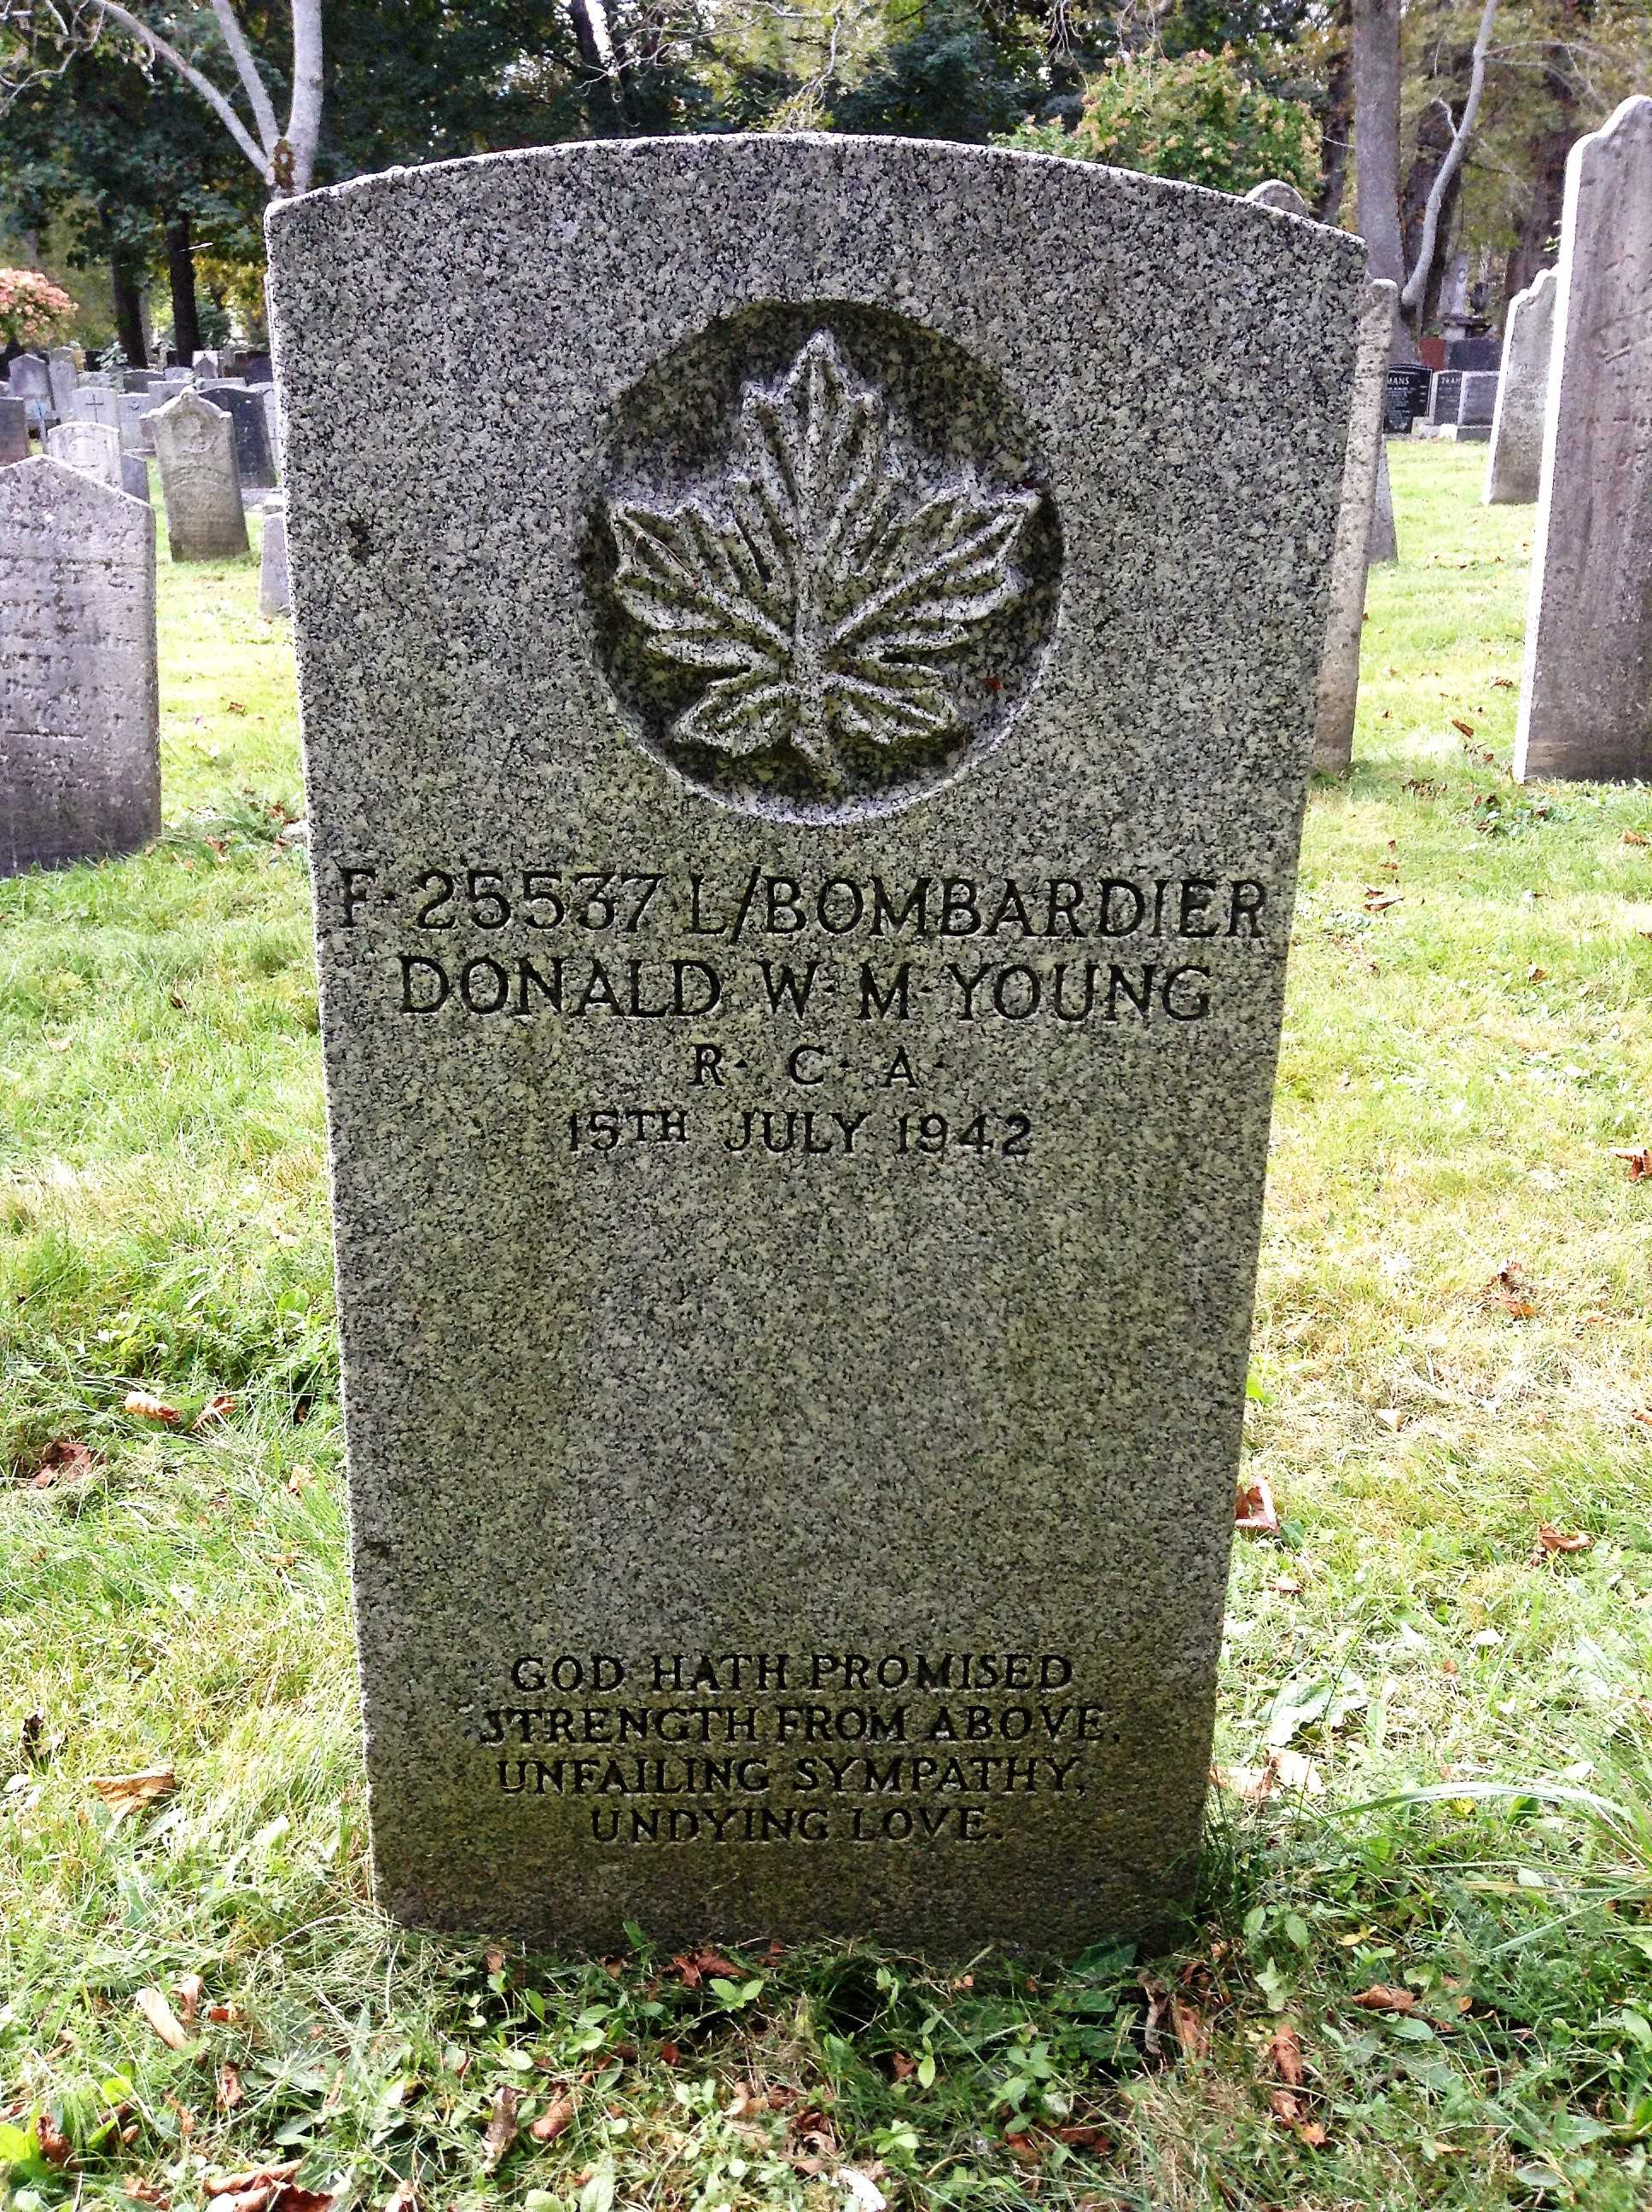 F· 25537 L/BOMBARDIER
DONALD W· M· YOUNG
R· C· A·
15TH JULY 1942
GOD HATH PROMISED
STRENGTH FROM ABOVE,
UNFAILING SYMPATHY,
UNDYING LOVE.